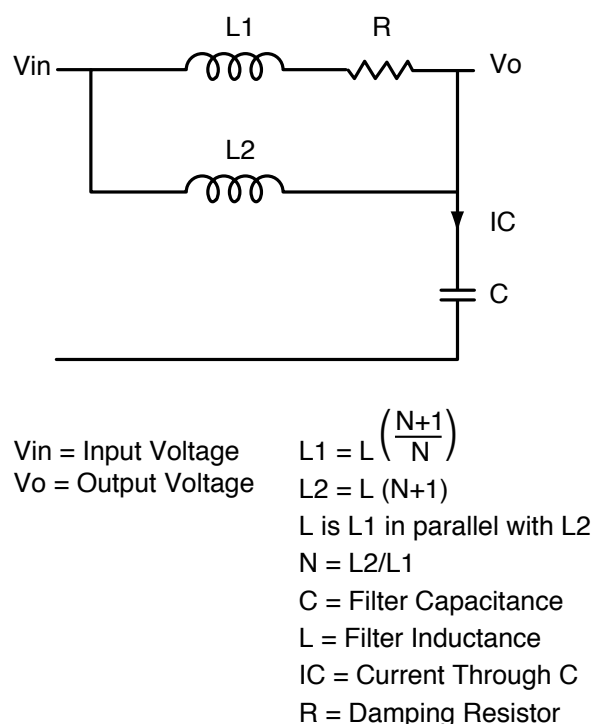 L1
R
Vin
Vo
L2
IC
C
Vin = Input Voltage
Vo = Output Voltage
L1 = L (N+1/N)
L2 = L (N+1)
L is L1 in parallel with L2
N = L2/L1
C = Filter Capacitance
L = Filter Inductance
IC = Current Through C
R = Damping Resistor